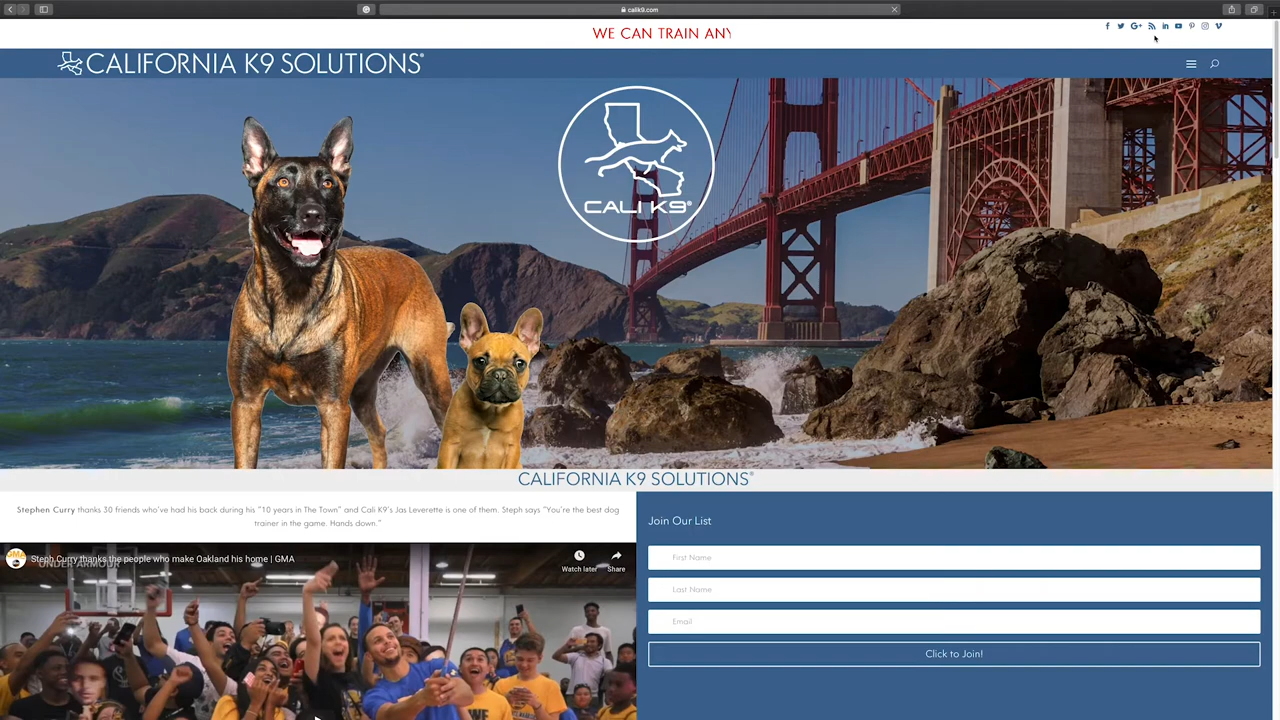 calik9.com
WE CAN TRAIN ANY
CALIFORNIA K9 SOLUTIONS®
CALI K9®
CALIFORNIA K9 SOLUTIONS®
Stephen Curry thanks 30 friends who've had his back during his "10 years in The Town" and Cali K9's Jas Leverette is one of them. Steph says "You're the best dog
trainer in the game. Hands down."
Join Our List
First Name
Last Name
Email
Click to Join!
GMA
Steph Curry thanks the people who make Oakland his home | GMA
Watch later
Share
UNDER ARMOUR
WE